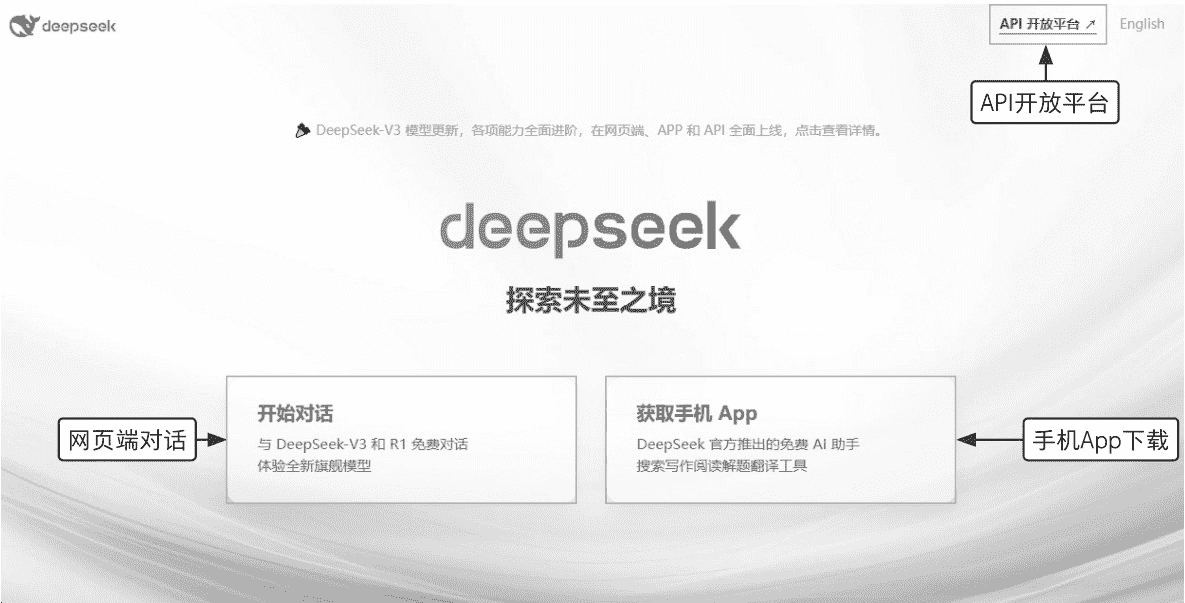 deepseek
API 开放平台 ↗
English
API开放平台
DeepSeek-V3 模型更新，各项能力全面进阶，在网页端、APP 和 API 全面上线，点击查看详情。
deepseek
探索未至之境
开始对话
与 DeepSeek-V3 和 R1 免费对话
体验全新旗舰模型
网页端对话
获取手机 App
DeepSeek 官方推出的免费 AI 助手
搜索写作阅读解题翻译工具
手机App下载